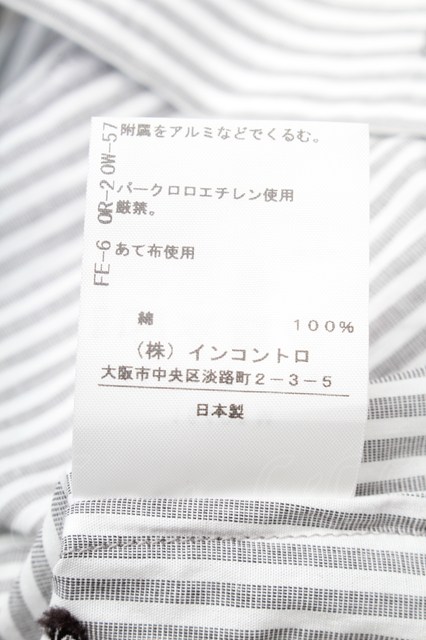 附属をアルミなどでくるむ。
パークロロエチレン使用
厳禁。
あて布使用
綿 100%
(株)インコントロ
大阪市中央区淡路町2-3-5
日本製
FE-6 OR-20W-57